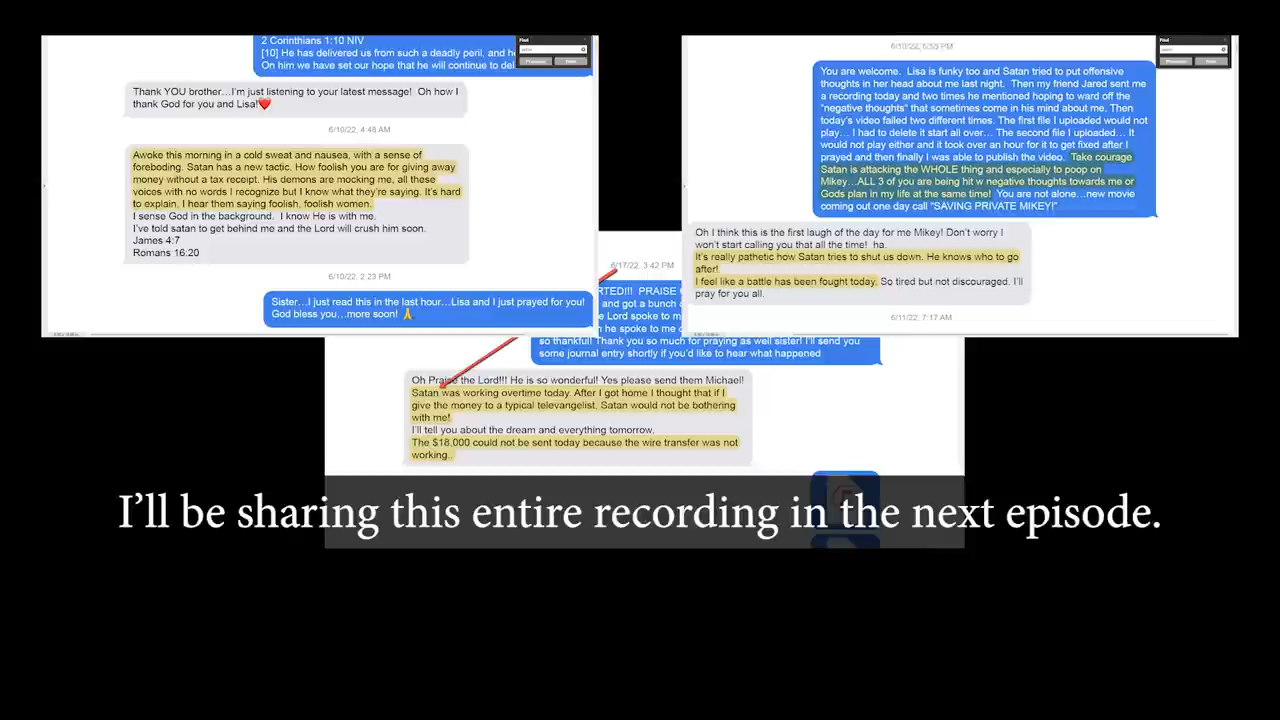 2 Corinthians 1:10 NIV
[10] He has delivered us from such a deadly peril, and he
On him we have set our hope that he will continue to del
Find
Thank YOU brother…I'm just listening to your latest message! Oh how I
thank God for you and Lisa!❤️
6/10/22, 4:48 AM
Awoke this morning in a cold sweat and nausea, with a sense of
foreboding. Satan has a new tactic. How foolish you are for giving away
money without a tax receipt. His demons are mocking me, all these
voices with no words I recognize but I know what they're saying. It's hard
to explain, I hear them saying foolish, foolish women.
I sense God in the background. I know He is with me.
I've told satan to get behind me and the Lord will crush him soon.
James 4:7
Romans 16:20
6/10/22, 2:23 PM
Sister…I just read this in the last hour…Lisa and I just prayed for you!
God bless you…more soon! 🙏
6/10/22, 5:55 PM
Find
You are welcome. Lisa is funky too and Satan tried to put offensive
thoughts in her head about me last night. Then my friend Jared sent me
a recording today and two times he mentioned hoping to ward off the
"negative thoughts" that sometimes come in his mind about me. Then
today's video failed two different times. The first file I uploaded would not
play… I had to delete it start all over… The second file I uploaded… It
would not play either and it took over an hour for it to get fixed after I
prayed and then finally I was able to publish the video. Take courage
Satan is attacking the WHOLE thing and especially to poop on
Mikey…ALL 3 of you are being hit w negative thoughts towards me or
Gods plan in my life at the same time! You are not alone…new movie
coming out one day call "SAVING PRIVATE MIKEY!"
Oh I think this is the first laugh of the day for me Mikey! Don't worry I
won't start calling you that all the time! ha.
It's really pathetic how Satan tries to shut us down. He knows who to go
after!
I feel like a battle has been fought today. So tired but not discouraged. I'll
pray for you all.
6/11/22, 7:17 AM
6/17/22, 3:42 PM
RTED!!! PRAISE
and got a bunch
e Lord spoke to m
n he spoke to me
so thankful! Thank you so much for praying as well sister! I'll send you
some journal entry shortly if you'd like to hear what happened
Oh Praise the Lord!!! He is so wonderful! Yes please send them Michael!
Satan was working overtime today. After I got home I thought that if I
give the money to a typical televangelist, Satan would not be bothering
with me!
I'll tell you about the dream and everything tomorrow.
The $18,000 could not be sent today because the wire transfer was not
working..
I'll be sharing this entire recording in the next episode.